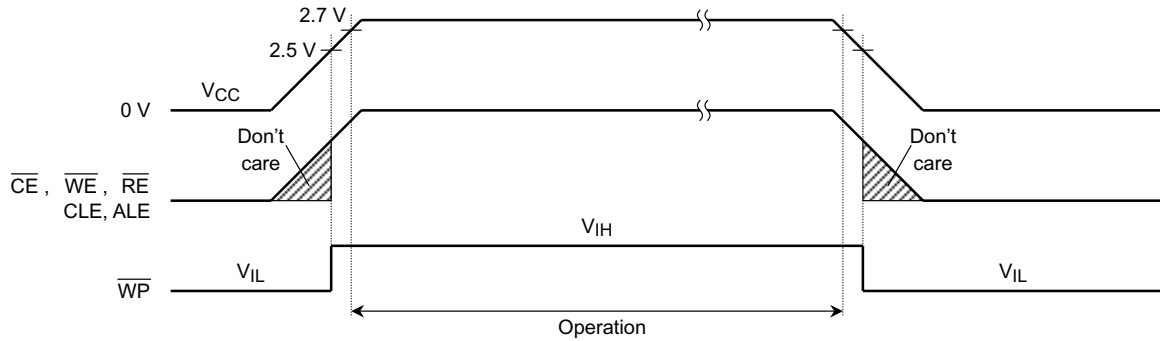 2.7 V
2.5 V
0 V
VCC
Don't
care
Don't
care
CE , WE , RE
CLE, ALE
VIH
WP
VIL
VIL
Operation